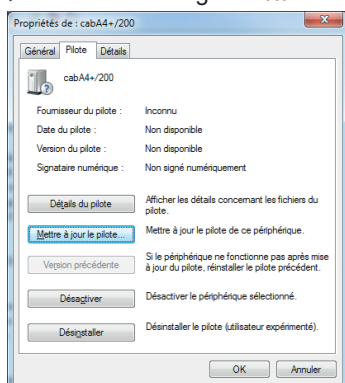 Propriétés de : cabA4+/200
Général Pilote Détails
cabA4+/200
Fournisseur du pilote : Inconnu
Date du pilote : Non disponible
Version du pilote : Non disponible
Signataire numérique : Non signé numériquement
Détails du pilote Afficher les détails concernant les fichiers du
pilote.
Mettre à jour le pilote... Mettre à jour le pilote de ce périphérique.
Version précédente Si le périphérique ne fonctionne pas après mise
à jour du pilote, réinstaller le pilote précédent.
Désactiver Désactiver le périphérique sélectionné.
Désinstaller Désinstaller le pilote (utilisateur expérimenté).
OK Annuler